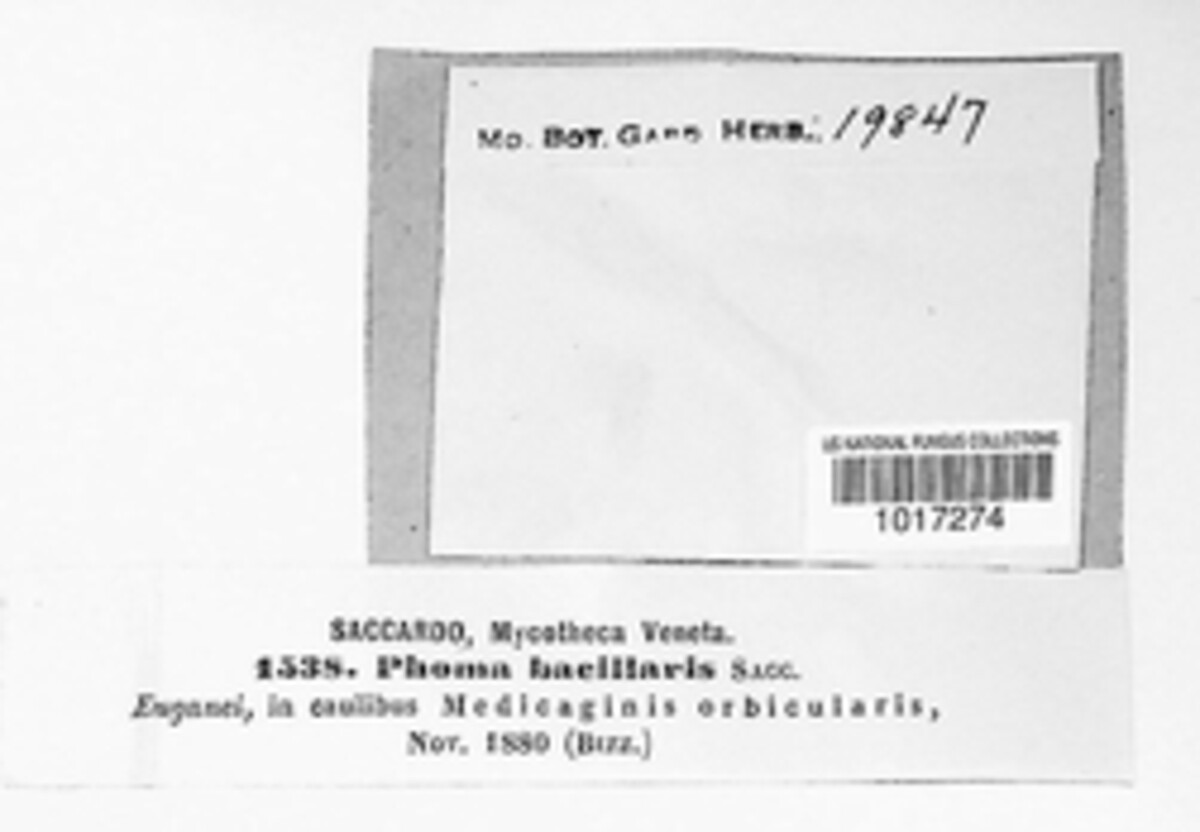 Mo. Bot. Gard Herb. 19847
US NATIONAL FUNGUS COLLECTIONS
1017274
SACCARDO, Mycotheca Veneta.
1538. Phoma bacillaris Sacc.
Euganei, in caulibus Medicaginis orbicularis,
Nov. 1880 (Bizz.)